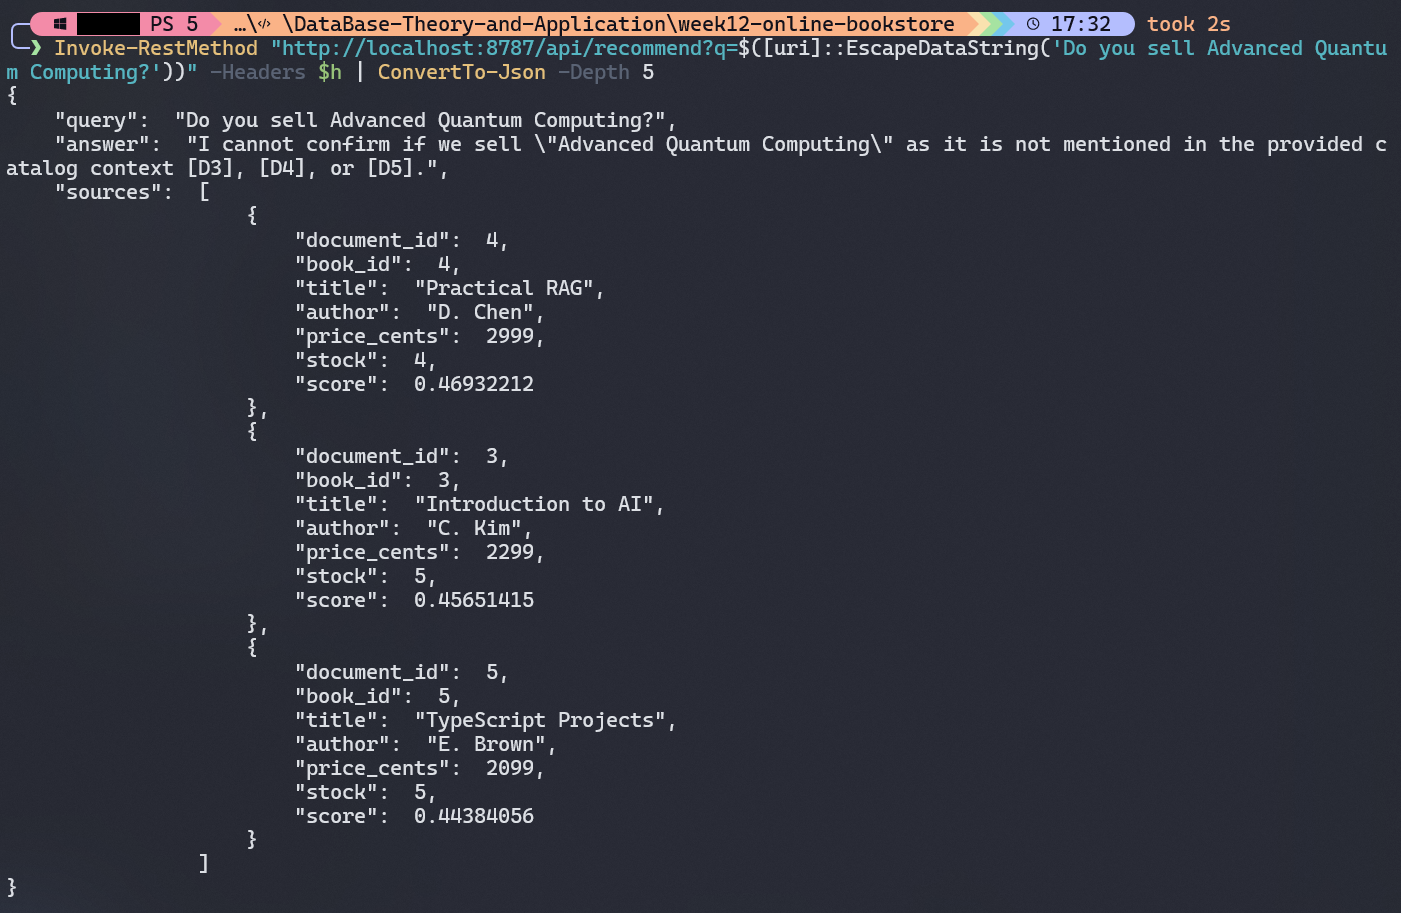 PS 5 …\ \DataBase-Theory-and-Application\week12-online-bookstore 17:32 took 2s
❯ Invoke-RestMethod "http://localhost:8787/api/recommend?q=$([uri]::EscapeDataString('Do you sell Advanced Quantu
m Computing?'))" -Headers $h | ConvertTo-Json -Depth 5
{
    "query":  "Do you sell Advanced Quantum Computing?",
    "answer":  "I cannot confirm if we sell \"Advanced Quantum Computing\" as it is not mentioned in the provided c
atalog context [D3], [D4], or [D5].",
    "sources":  [
                    {
                        "document_id":  4,
                        "book_id":  4,
                        "title":  "Practical RAG",
                        "author":  "D. Chen",
                        "price_cents":  2999,
                        "stock":  4,
                        "score":  0.46932212
                    },
                    {
                        "document_id":  3,
                        "book_id":  3,
                        "title":  "Introduction to AI",
                        "author":  "C. Kim",
                        "price_cents":  2299,
                        "stock":  5,
                        "score":  0.45651415
                    },
                    {
                        "document_id":  5,
                        "book_id":  5,
                        "title":  "TypeScript Projects",
                        "author":  "E. Brown",
                        "price_cents":  2099,
                        "stock":  5,
                        "score":  0.44384056
                    }
                ]
}